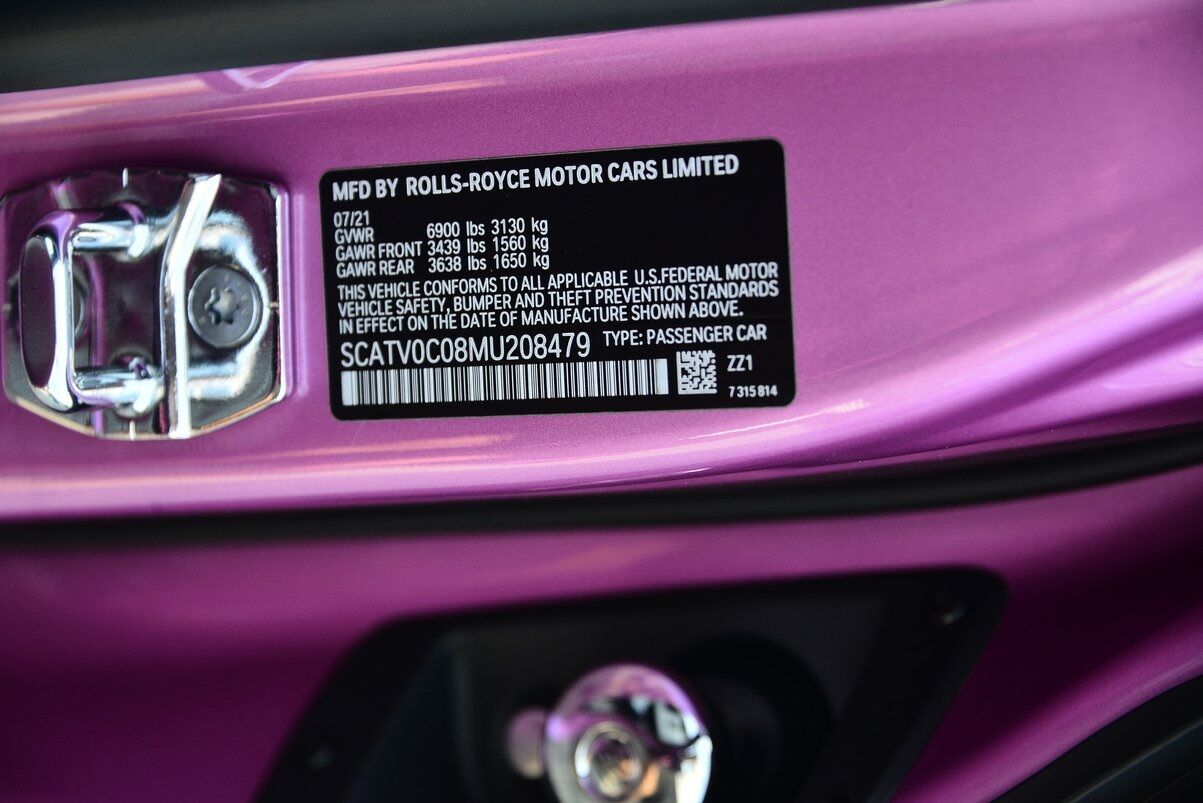 MFD BY ROLLS-ROYCE MOTOR CARS LIMITED
07/21
GVWR 6900 lbs 3130 kg
GAWR FRONT 3439 lbs 1560 kg
GAWR REAR 3638 lbs 1650 kg
THIS VEHICLE CONFORMS TO ALL APPLICABLE U.S.FEDERAL MOTOR
VEHICLE SAFETY, BUMPER AND THEFT PREVENTION STANDARDS
IN EFFECT ON THE DATE OF MANUFACTURE SHOWN ABOVE.
SCATV0C08MU208479 TYPE: PASSENGER CAR
ZZ1
7 315 814